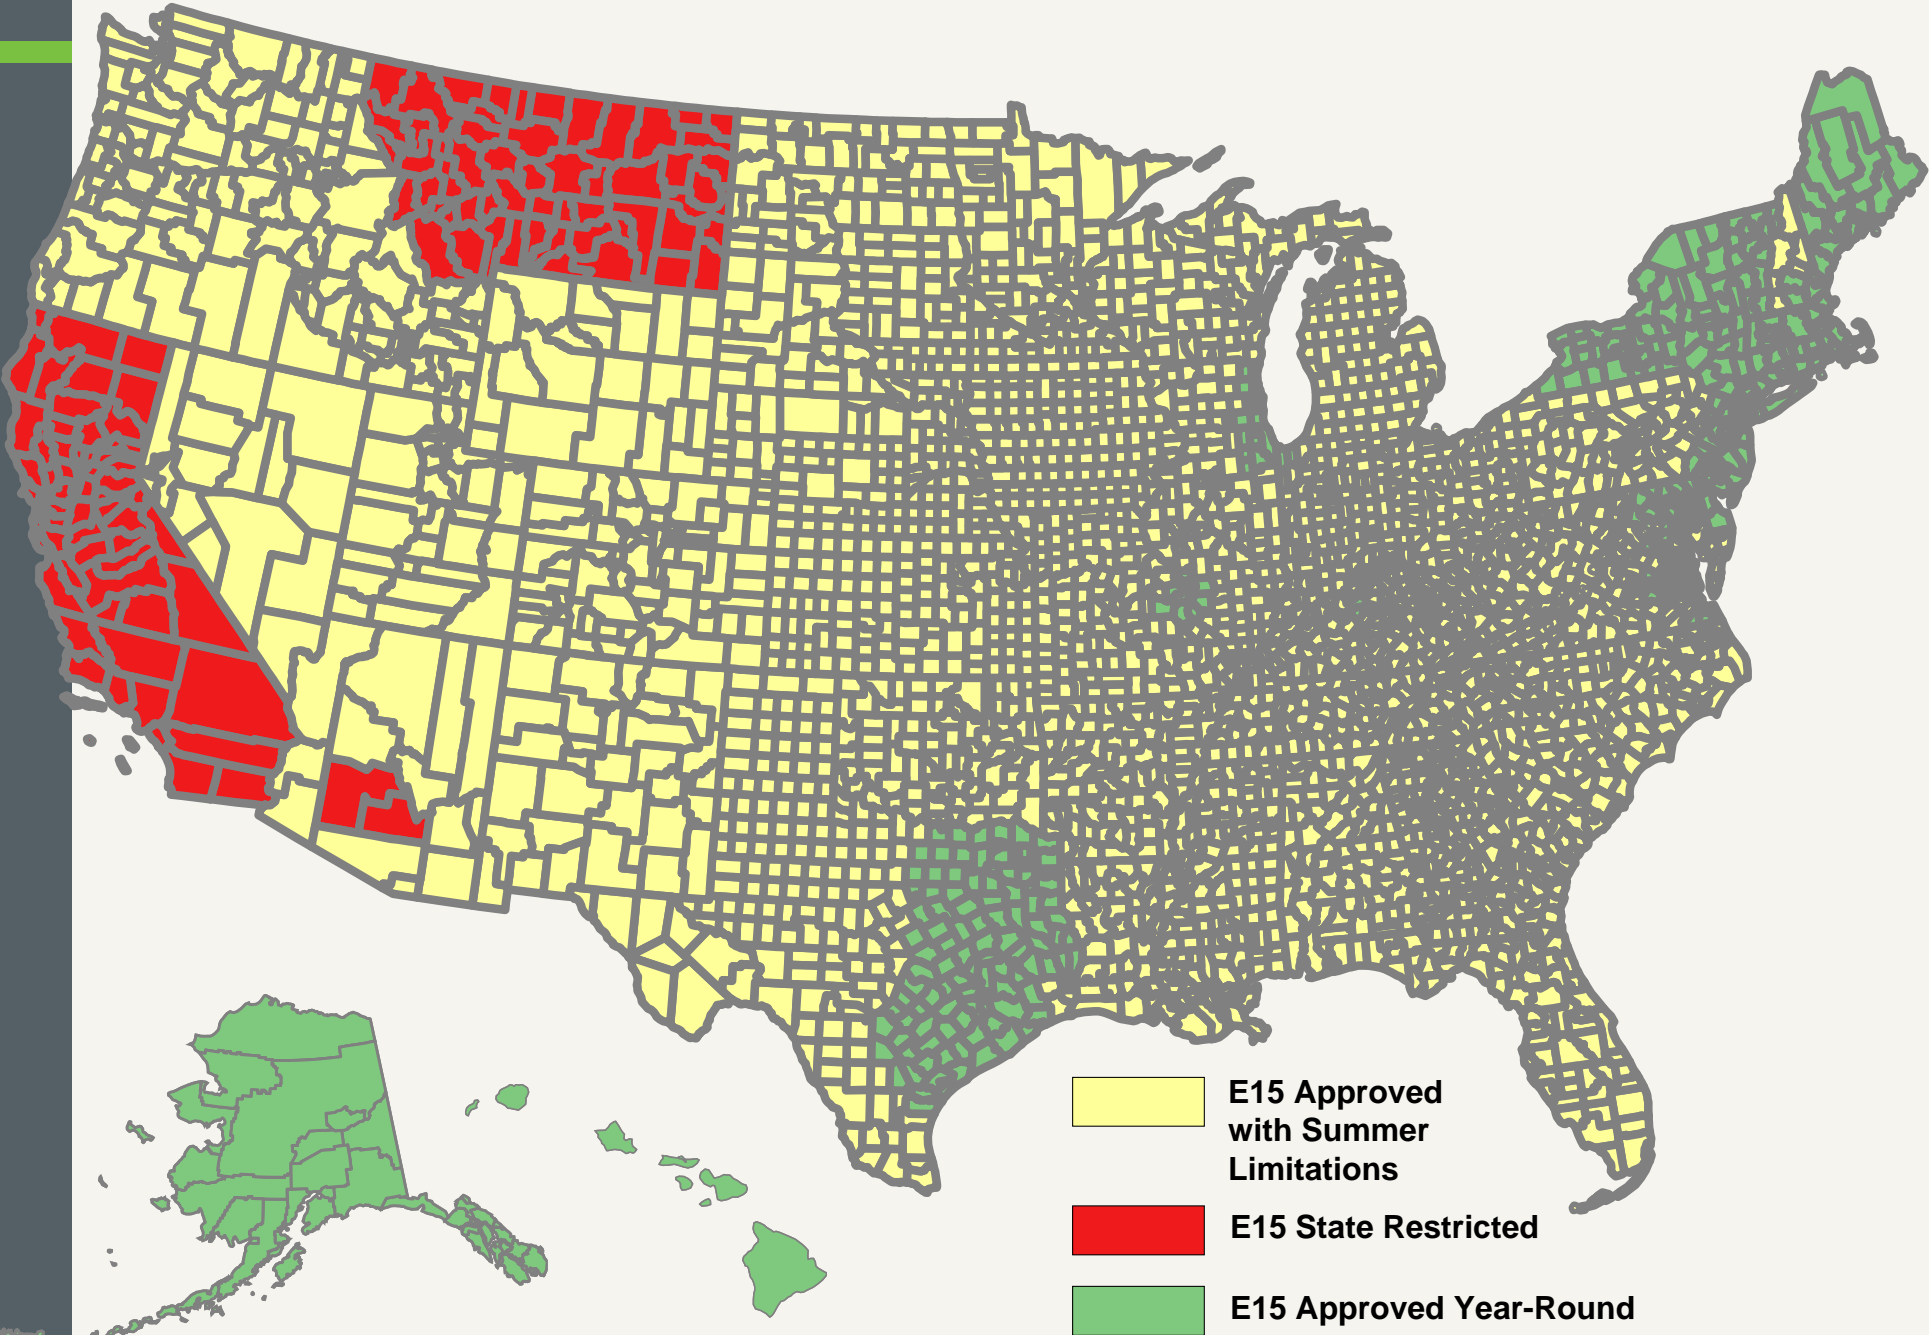 E15 Approved
with Summer
Limitations
E15 State Restricted
E15 Approved Year-Round